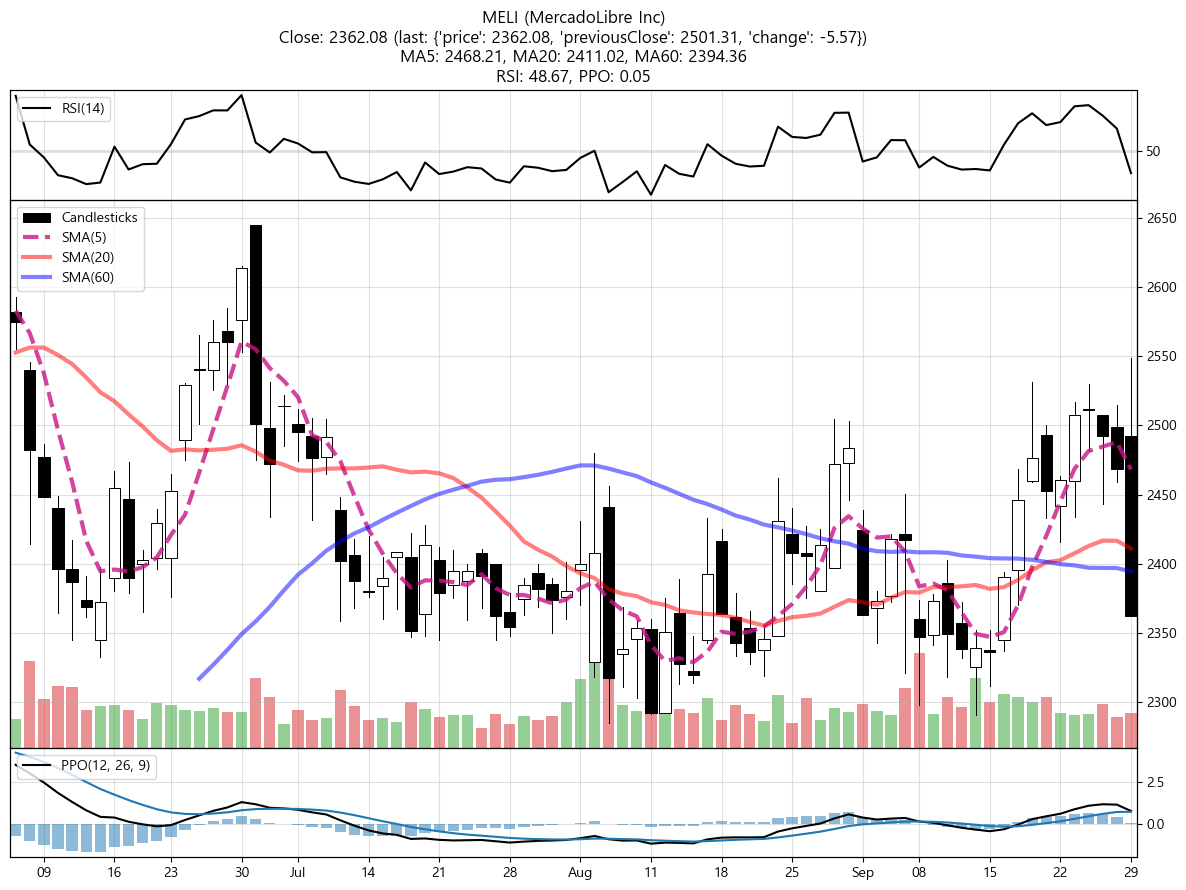 MELI (MercadoLibre Inc)
Close: 2362.08 (last: {'price': 2362.08, 'previousClose': 2501.31, 'change': -5.57})
MA5: 2468.21, MA20: 2411.02, MA60: 2394.36
RSI: 48.67, PPO: 0.05
RSI(14)
50
Candlesticks
SMA(5)
SMA(20)
SMA(60)
2650
2600
2550
2500
2450
2400
2350
2300
PPO(12, 26, 9)
2.5
0.0
09 16 23 30 Jul 14 21 28 Aug 11 18 25 Sep 08 15 22 29